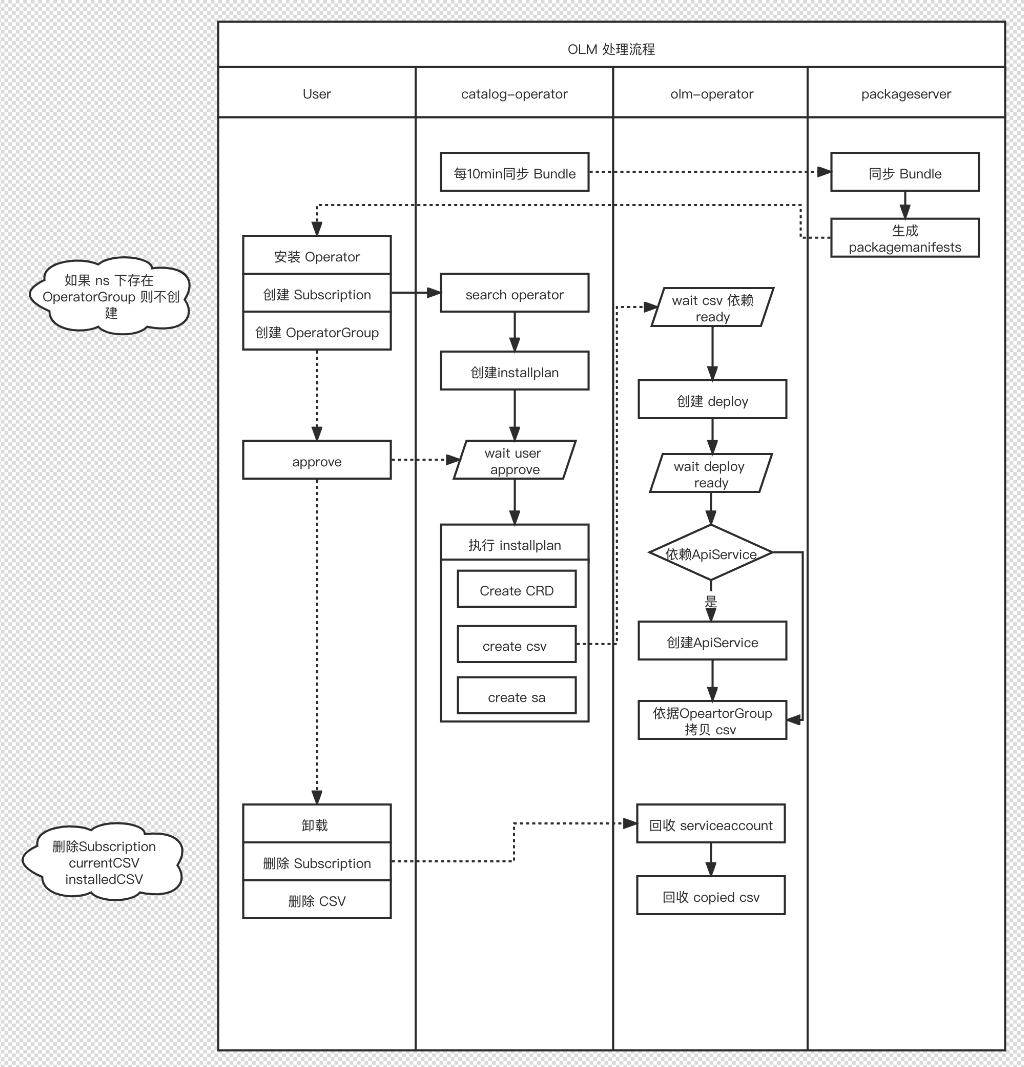 OLM 处理流程
User
catalog-operator
olm-operator
packageserver
每10min同步 Bundle
同步 Bundle
生成
packagemanifests
安装 Operator
创建 Subscription
创建 OperatorGroup
如果 ns 下存在
OperatorGroup 则不创
建
search operator
wait csv 依赖
ready
创建installplan
创建 deploy
approve
wait user
approve
wait deploy
ready
执行 installplan
Create CRD
create csv
create sa
依赖ApiService
是
创建ApiService
依据OpeartorGroup
拷贝 csv
卸载
删除 Subscription
删除 CSV
删除Subscription
currentCSV
installedCSV
回收 serviceaccount
回收 copied csv